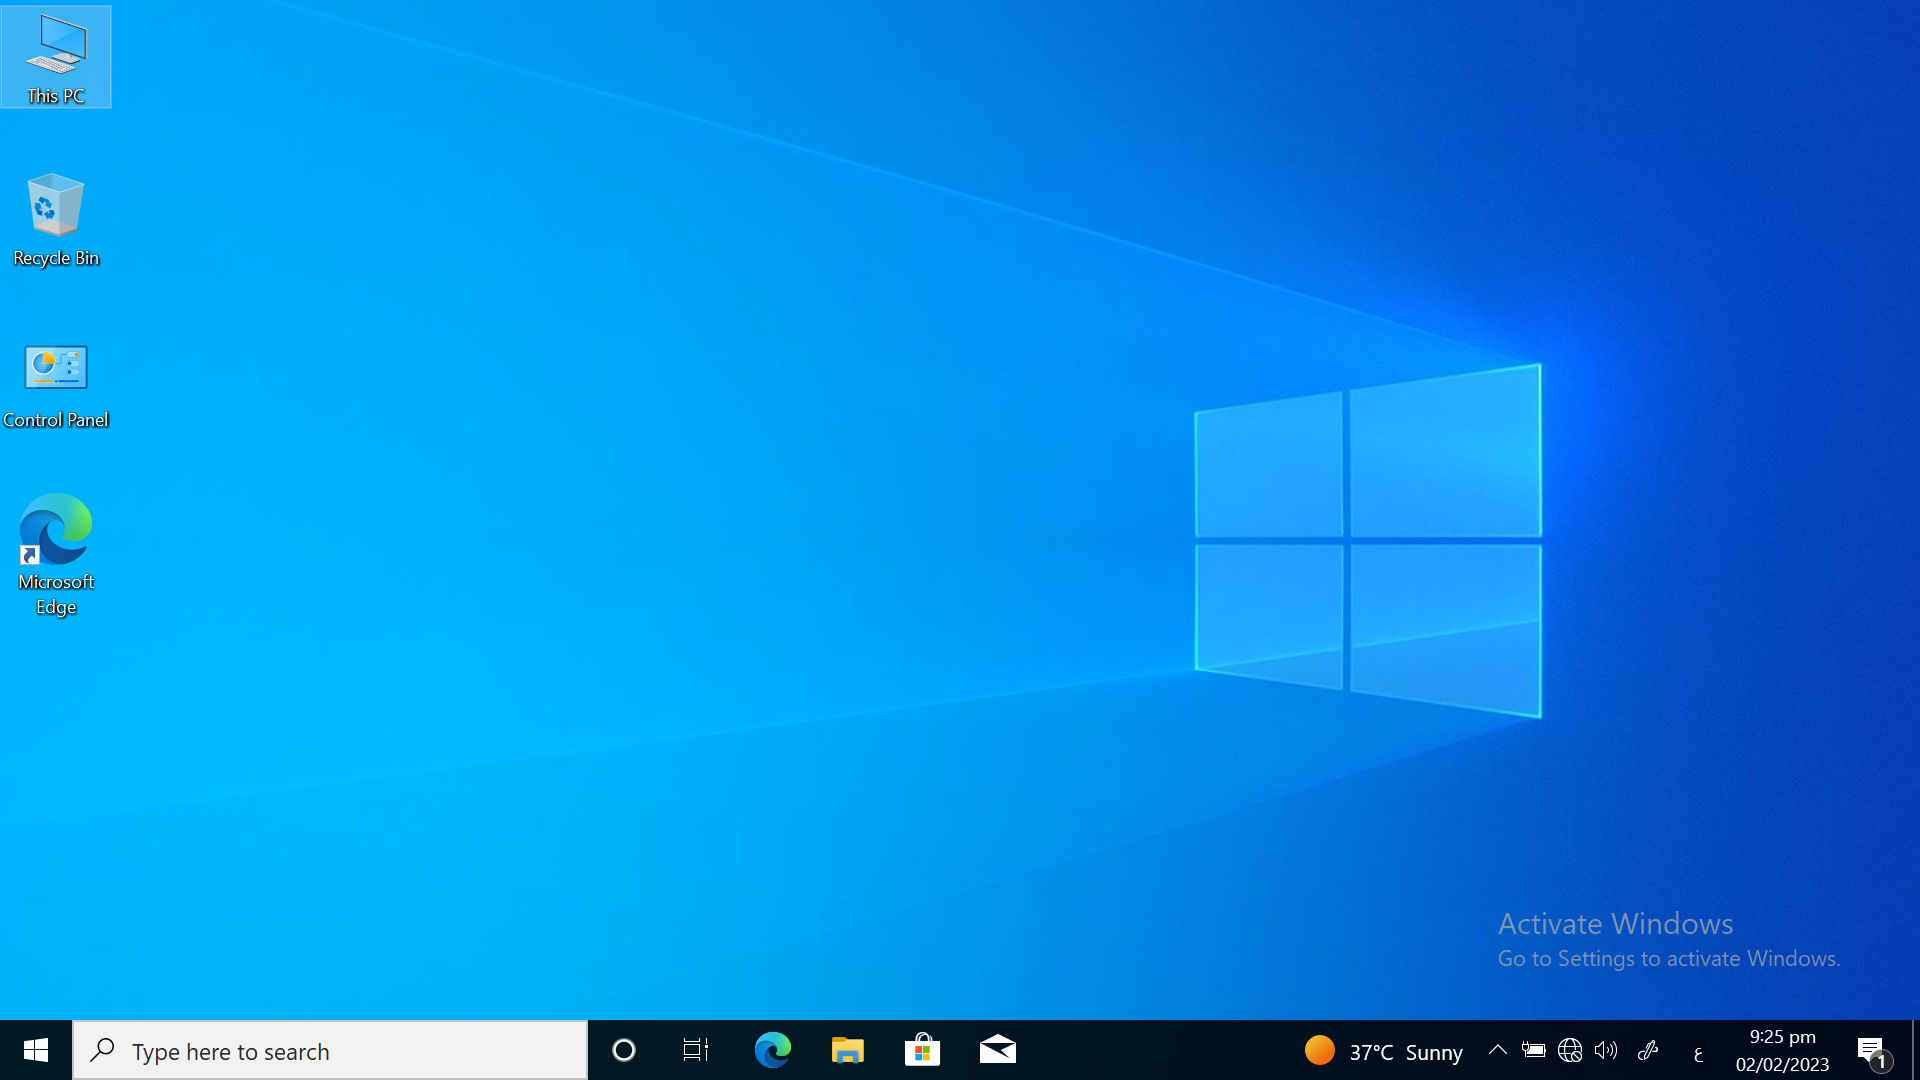 This PC
Recycle Bin
Control Panel
Microsoft
Edge
Activate Windows
Go to Settings to activate Windows.
Type here to search
37°C Sunny
ع
9:25 pm
02/02/2023
1